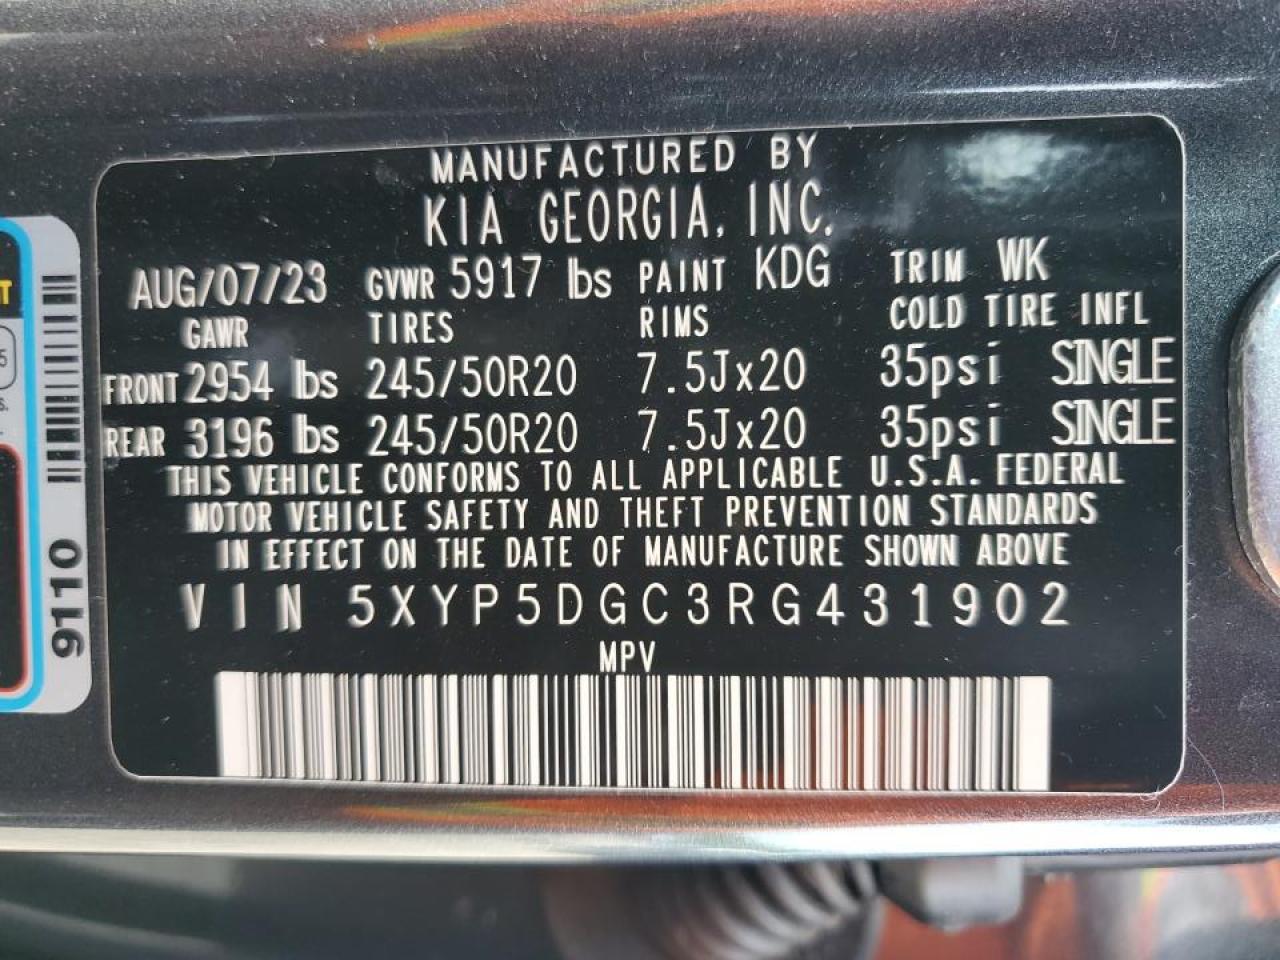 MANUFACTURED BY
KIA GEORGIA, INC.
AUG/07/23 GVWR 5917 lbs PAINT KDG TRIM WK
GAWR TIRES RIMS COLD TIRE INFL
FRONT 2954 lbs 245/50R20 7.5Jx20 35psi SINGLE
REAR 3196 lbs 245/50R20 7.5Jx20 35psi SINGLE
THIS VEHICLE CONFORMS TO ALL APPLICABLE U.S.A. FEDERAL
MOTOR VEHICLE SAFETY AND THEFT PREVENTION STANDARDS
IN EFFECT ON THE DATE OF MANUFACTURE SHOWN ABOVE
VIN 5XYP5DGC3RG431902
MPV
9110
T
5
s.